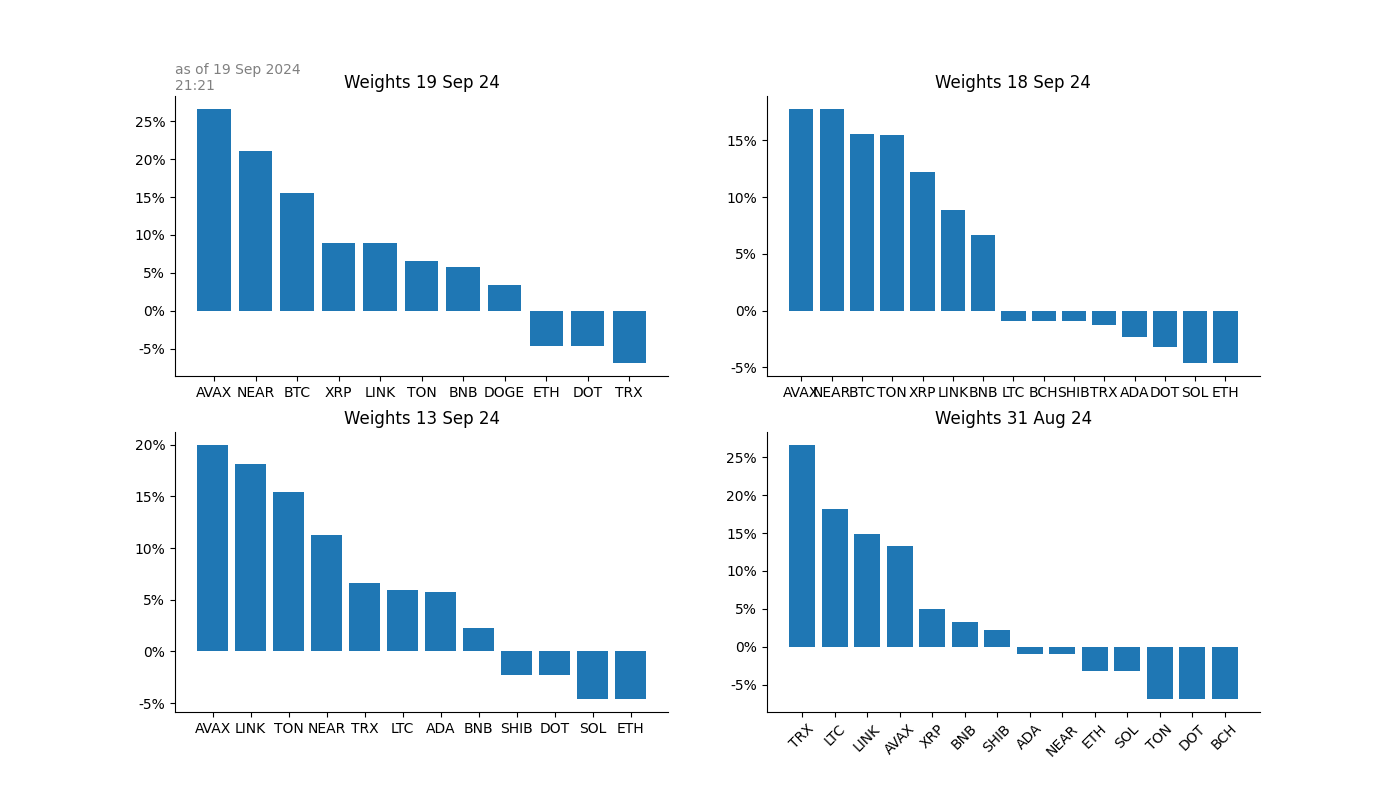 as of 19 Sep 2024
21:21
Weights 19 Sep 24
25%
20%
15%
10%
5%
0%
-5%
AVAX NEAR BTC XRP LINK TON BNB DOGE ETH DOT TRX
Weights 18 Sep 24
15%
10%
5%
0%
-5%
AVAX NEAR BTC TON XRP LINK BNB LTC BCH SHIB TRX ADA DOT SOL ETH
Weights 13 Sep 24
20%
15%
10%
5%
0%
-5%
AVAX LINK TON NEAR TRX LTC ADA BNB SHIB DOT SOL ETH
Weights 31 Aug 24
25%
20%
15%
10%
5%
0%
-5%
TRX LTC LINK AVAX XRP BNB SHIB ADA NEAR ETH SOL TON DOT BCH